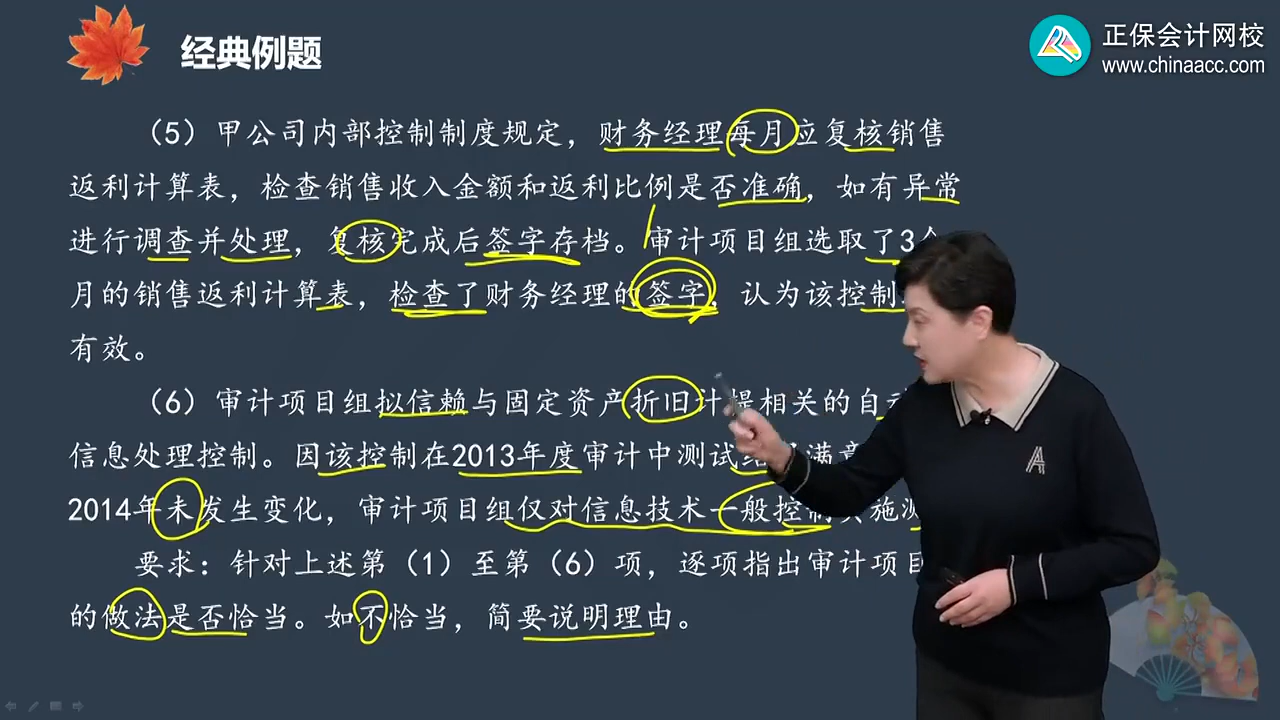 经典例题
正保会计网校
www.chinaacc.com
（5）甲公司内部控制制度规定，财务经理每月应复核销售
返利计算表，检查销售收入金额和返利比例是否准确，如有异常
进行调查并处理，复核完成后签字存档。审计项目组选取了3个
月的销售返利计算表，检查了财务经理的签字，认为该控制
有效。
（6）审计项目组拟信赖与固定资产折旧计提相关的自动
信息处理控制。因该控制在2013年度审计中测试结果满意
2014年未发生变化，审计项目组仅对信息技术一般控制实施测
要求：针对上述第（1）至第（6）项，逐项指出审计项目
的做法是否恰当。如不恰当，简要说明理由。